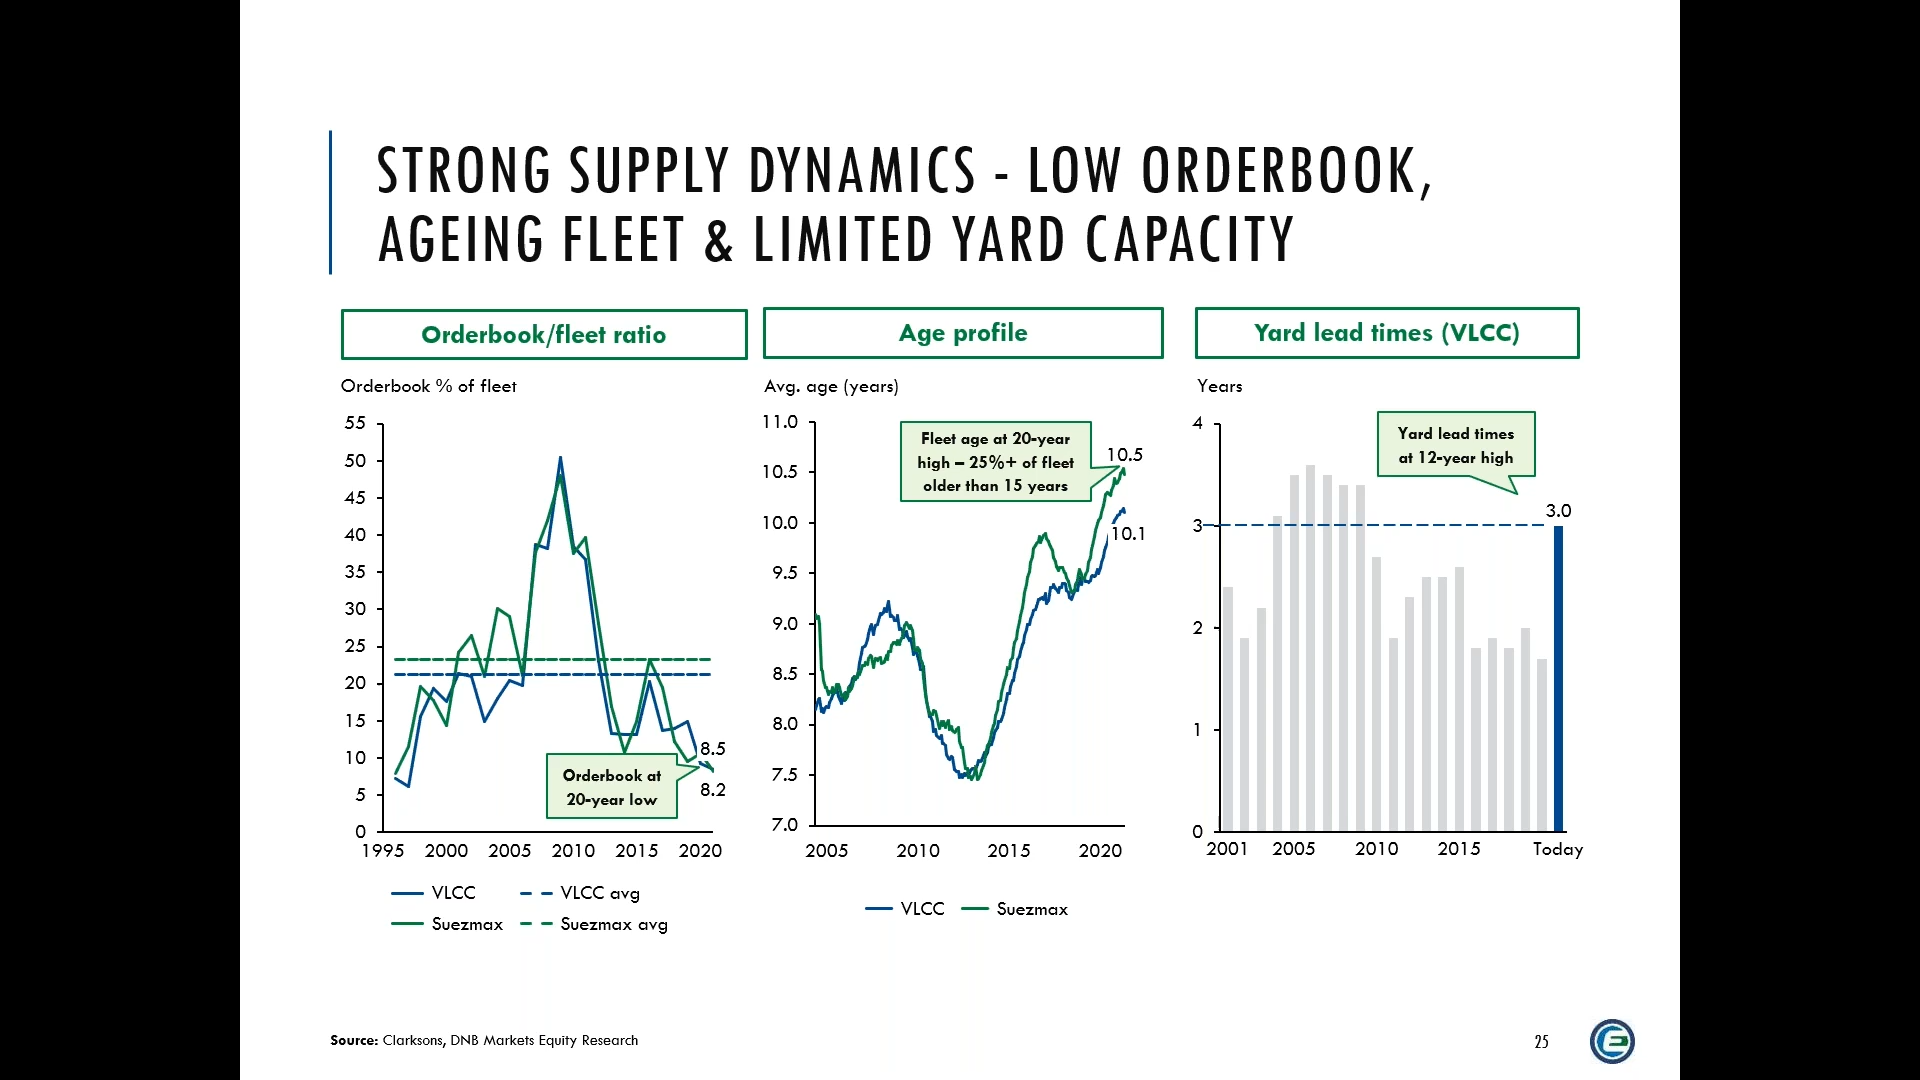 STRONG SUPPLY DYNAMICS - LOW ORDERBOOK,
AGEING FLEET & LIMITED YARD CAPACITY
Orderbook/fleet ratio
Orderbook % of fleet
55
50
45
40
35
30
25
20
15
10
5
0
8.5
8.2
Orderbook at
20-year low
1995 2000 2005 2010 2015 2020
VLCC
VLCC avg
Suezmax
Suezmax avg
Age profile
Avg. age (years)
11.0
10.5
10.0
9.5
9.0
8.5
8.0
7.5
7.0
Fleet age at 20-year
high – 25%+ of fleet
older than 15 years
10.5
10.1
2005 2010 2015 2020
VLCC
Suezmax
Yard lead times (VLCC)
Years
4
3
2
1
0
Yard lead times
at 12-year high
3.0
2001 2005 2010 2015 Today
Source: Clarksons, DNB Markets Equity Research
25